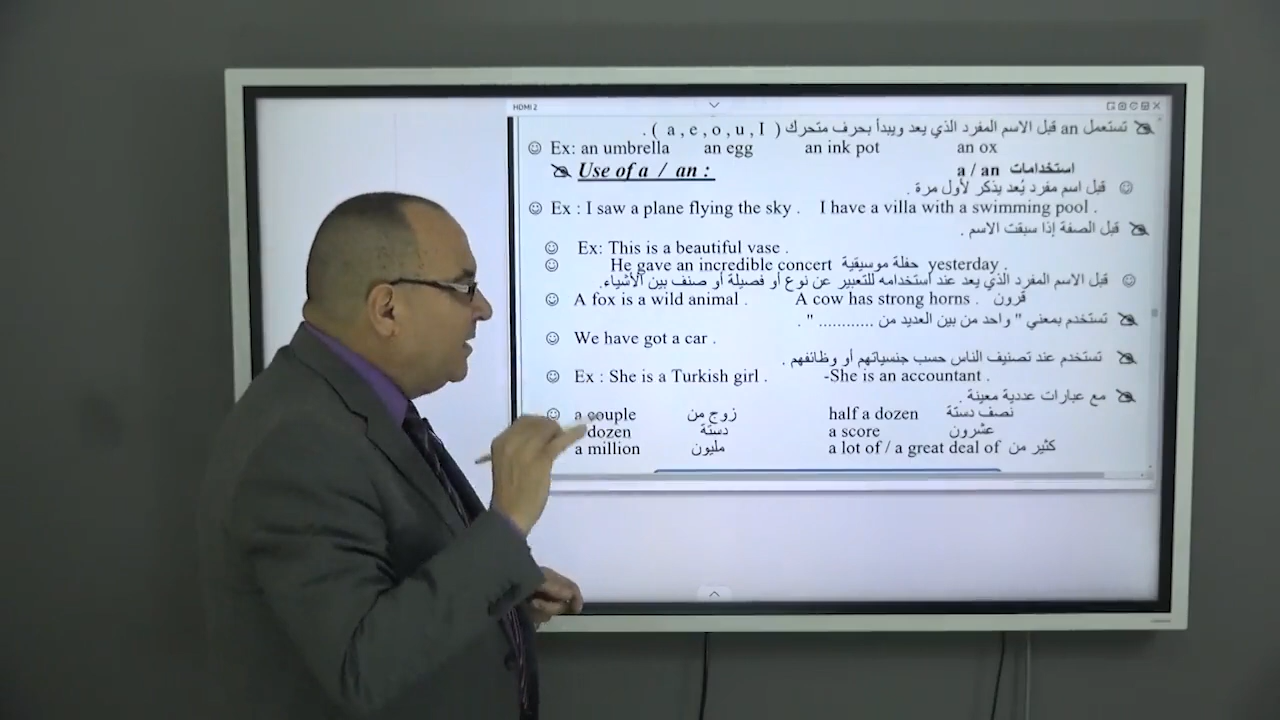 HDMI 2
تستعمل an قبل الاسم المفرد الذي يعد ويبدأ بحرف متحرك ( a , e , o , u , I ) .
Ex: an umbrella an egg an ink pot an ox
Use of a / an : a / an استخدامات
قبل اسم مفرد يُعد يذكر لأول مرة .
Ex : I saw a plane flying the sky . I have a villa with a swimming pool .
قبل الصفة إذا سبقت الاسم .
Ex: This is a beautiful vase .
He gave an incredible concert حفلة موسيقية yesterday .
قبل الاسم المفرد الذي يعد عند استخدامه للتعبير عن نوع أو فصيلة أو صنف بين الأشياء.
A fox is a wild animal . A cow has strong horns . قرون
تستخدم بمعني " واحد من بين العديد من ............ " .
We have got a car .
تستخدم عند تصنيف الناس حسب جنسياتهم أو وظائفهم .
Ex : She is a Turkish girl . -She is an accountant .
مع عبارات عددية معينة .
a couple زوج من half a dozen نصف دستة
dozen دستة a score عشرون
a million مليون a lot of / a great deal of كثير من